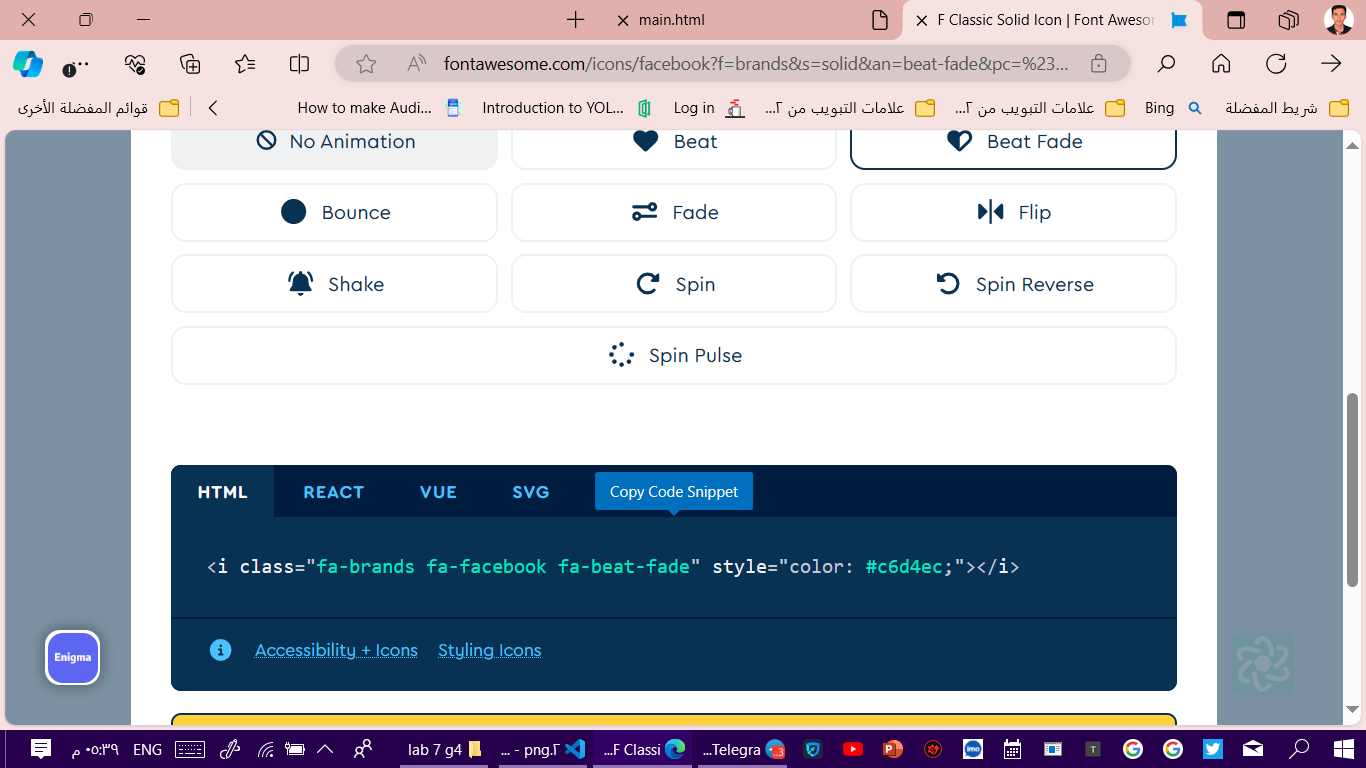 main.html
F Classic Solid Icon | Font Aweso
fontawesome.com/icons/facebook?f=brands&s=solid&an=beat-fade&pc=%23...
قوائم المفضلة الأخرى
How to make Audi...
Introduction to YOL...
Log in
علامات التبويب من ٢...
علامات التبويب من ٢...
Bing
شريط المفضلة
No Animation
Beat
Beat Fade
Bounce
Fade
Flip
Shake
Spin
Spin Reverse
Spin Pulse
HTML REACT VUE SVG
Copy Code Snippet
<i class="fa-brands fa-facebook fa-beat-fade" style="color: #c6d4ec;"></i>
Enigma
Accessibility + Icons Styling Icons
٠٥:٣٩ م
ENG
lab 7 g4
... - png.٢
...F Classi
...Telegra
imo